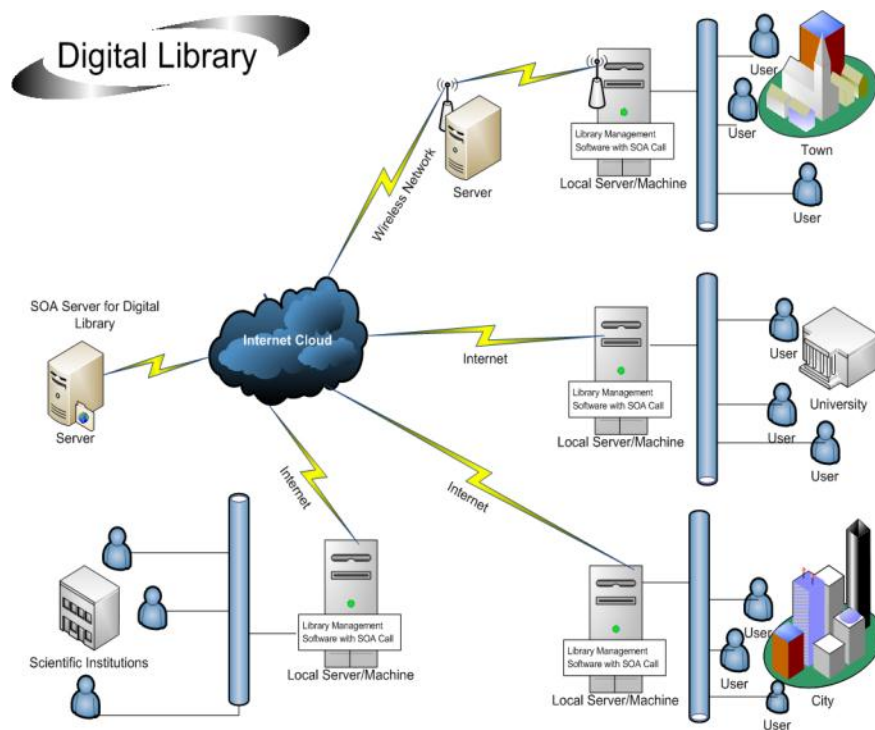 Digital Library
User
User
Town
User
Library Management
Software with SOA Call
Local Server/Machine
Server
Wireless Network
SOA Server for Digital
Library
Server
Internet Cloud
Internet
Library Management
Software with SOA Call
Local Server/Machine
User
University
User
User
Internet
Internet
Scientific Institutions
Library Management
Software with SOA Call
Local Server/Machine
Library Management
Software with SOA Call
Local Server/Machine
User
User
User
City